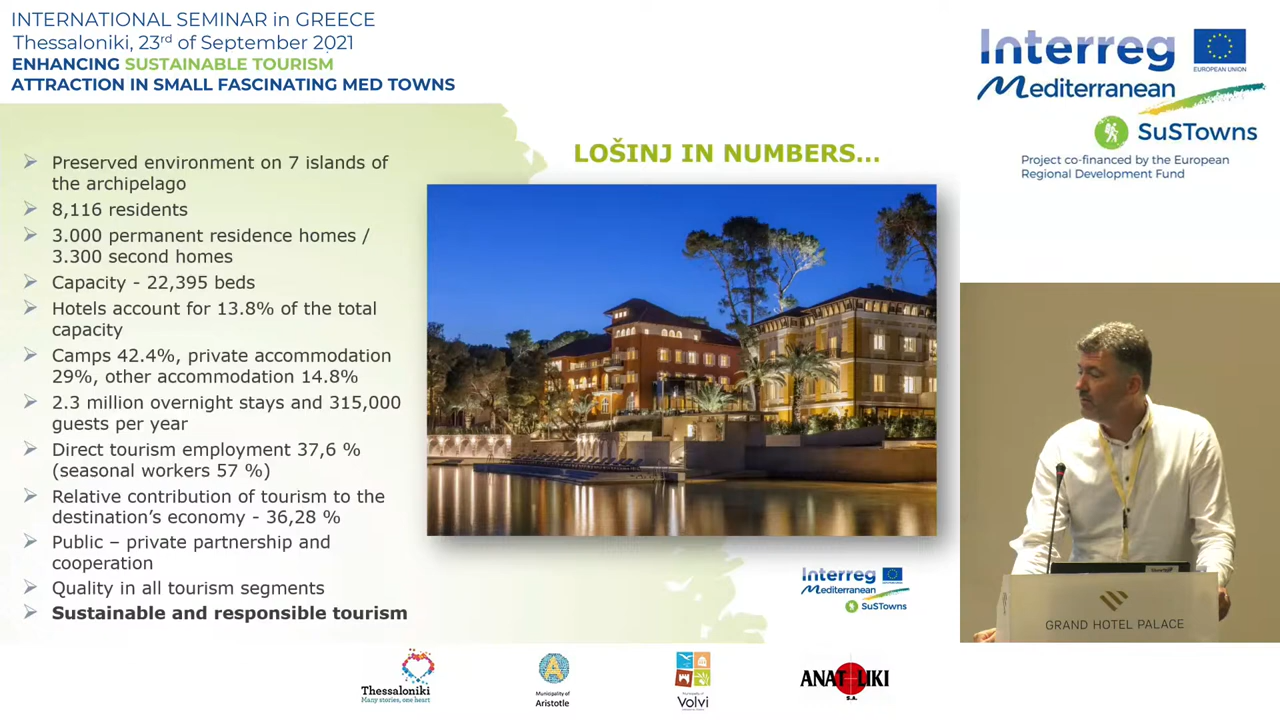 INTERNATIONAL SEMINAR in GREECE
Thessaloniki, 23rd of September 2021
ENHANCING SUSTAINABLE TOURISM
ATTRACTION IN SMALL FASCINATING MED TOWNS
Interreg
EUROPEAN UNION
Mediterranean
SuSTowns
Project co-financed by the European
Regional Development Fund
LOŠINJ IN NUMBERS...
Preserved environment on 7 islands of
the archipelago
8,116 residents
3.000 permanent residence homes /
3.300 second homes
Capacity - 22,395 beds
Hotels account for 13.8% of the total
capacity
Camps 42.4%, private accommodation
29%, other accommodation 14.8%
2.3 million overnight stays and 315,000
guests per year
Direct tourism employment 37,6 %
(seasonal workers 57 %)
Relative contribution of tourism to the
destination's economy - 36,28 %
Public – private partnership and
cooperation
Quality in all tourism segments
Sustainable and responsible tourism
Interreg
Mediterranean
SuSTowns
GRAND HOTEL PALACE
Thessaloniki
Many stories, one heart
Municipality of
Aristotle
Volvi
ANATOLIKI
S.A.